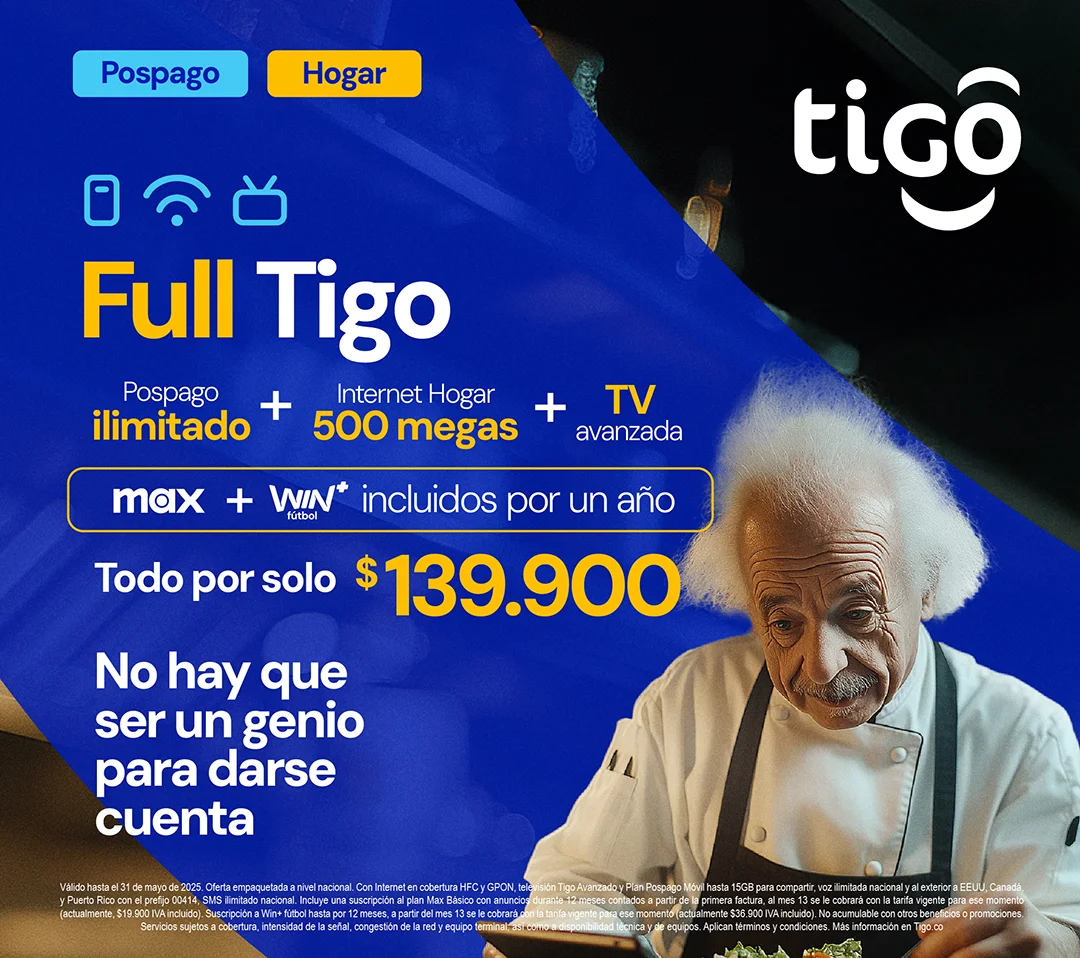 Pospago Hogar
tigo
Full Tigo
Pospago ilimitado + Internet Hogar 500 megas + TV avanzada
max + WIN+ fútbol incluidos por un año
Todo por solo $139.900
No hay que
ser un genio
para darse
cuenta
Válido hasta el 31 de mayo de 2025. Oferta empaquetada a nivel nacional. Con Internet en cobertura HFC y GPON, televisión Tigo Avanzado y Plan Pospago Móvil hasta 15GB para compartir, voz ilimitada nacional y al exterior a EEUU, Canadá,
y Puerto Rico con el prefijo 00414, SMS ilimitado nacional. Incluye una suscripción al plan Max Básico con anuncios durante 12 meses contados a partir de la primera factura, al mes 13 se le cobrará con la tarifa vigente para ese momento
(actualmente, $19.900 IVA incluido). Suscripción a Win+ fútbol hasta por 12 meses, a partir del mes 13 se le cobrará con la tarifa vigente para ese momento (actualmente $36.900 IVA incluido). No acumulable con otros beneficios o promociones.
Servicios sujetos a cobertura, intensidad de la señal, congestión de la red y equipo terminal, así como a disponibilidad técnica y de equipos. Aplican términos y condiciones. Más información en Tigo.co